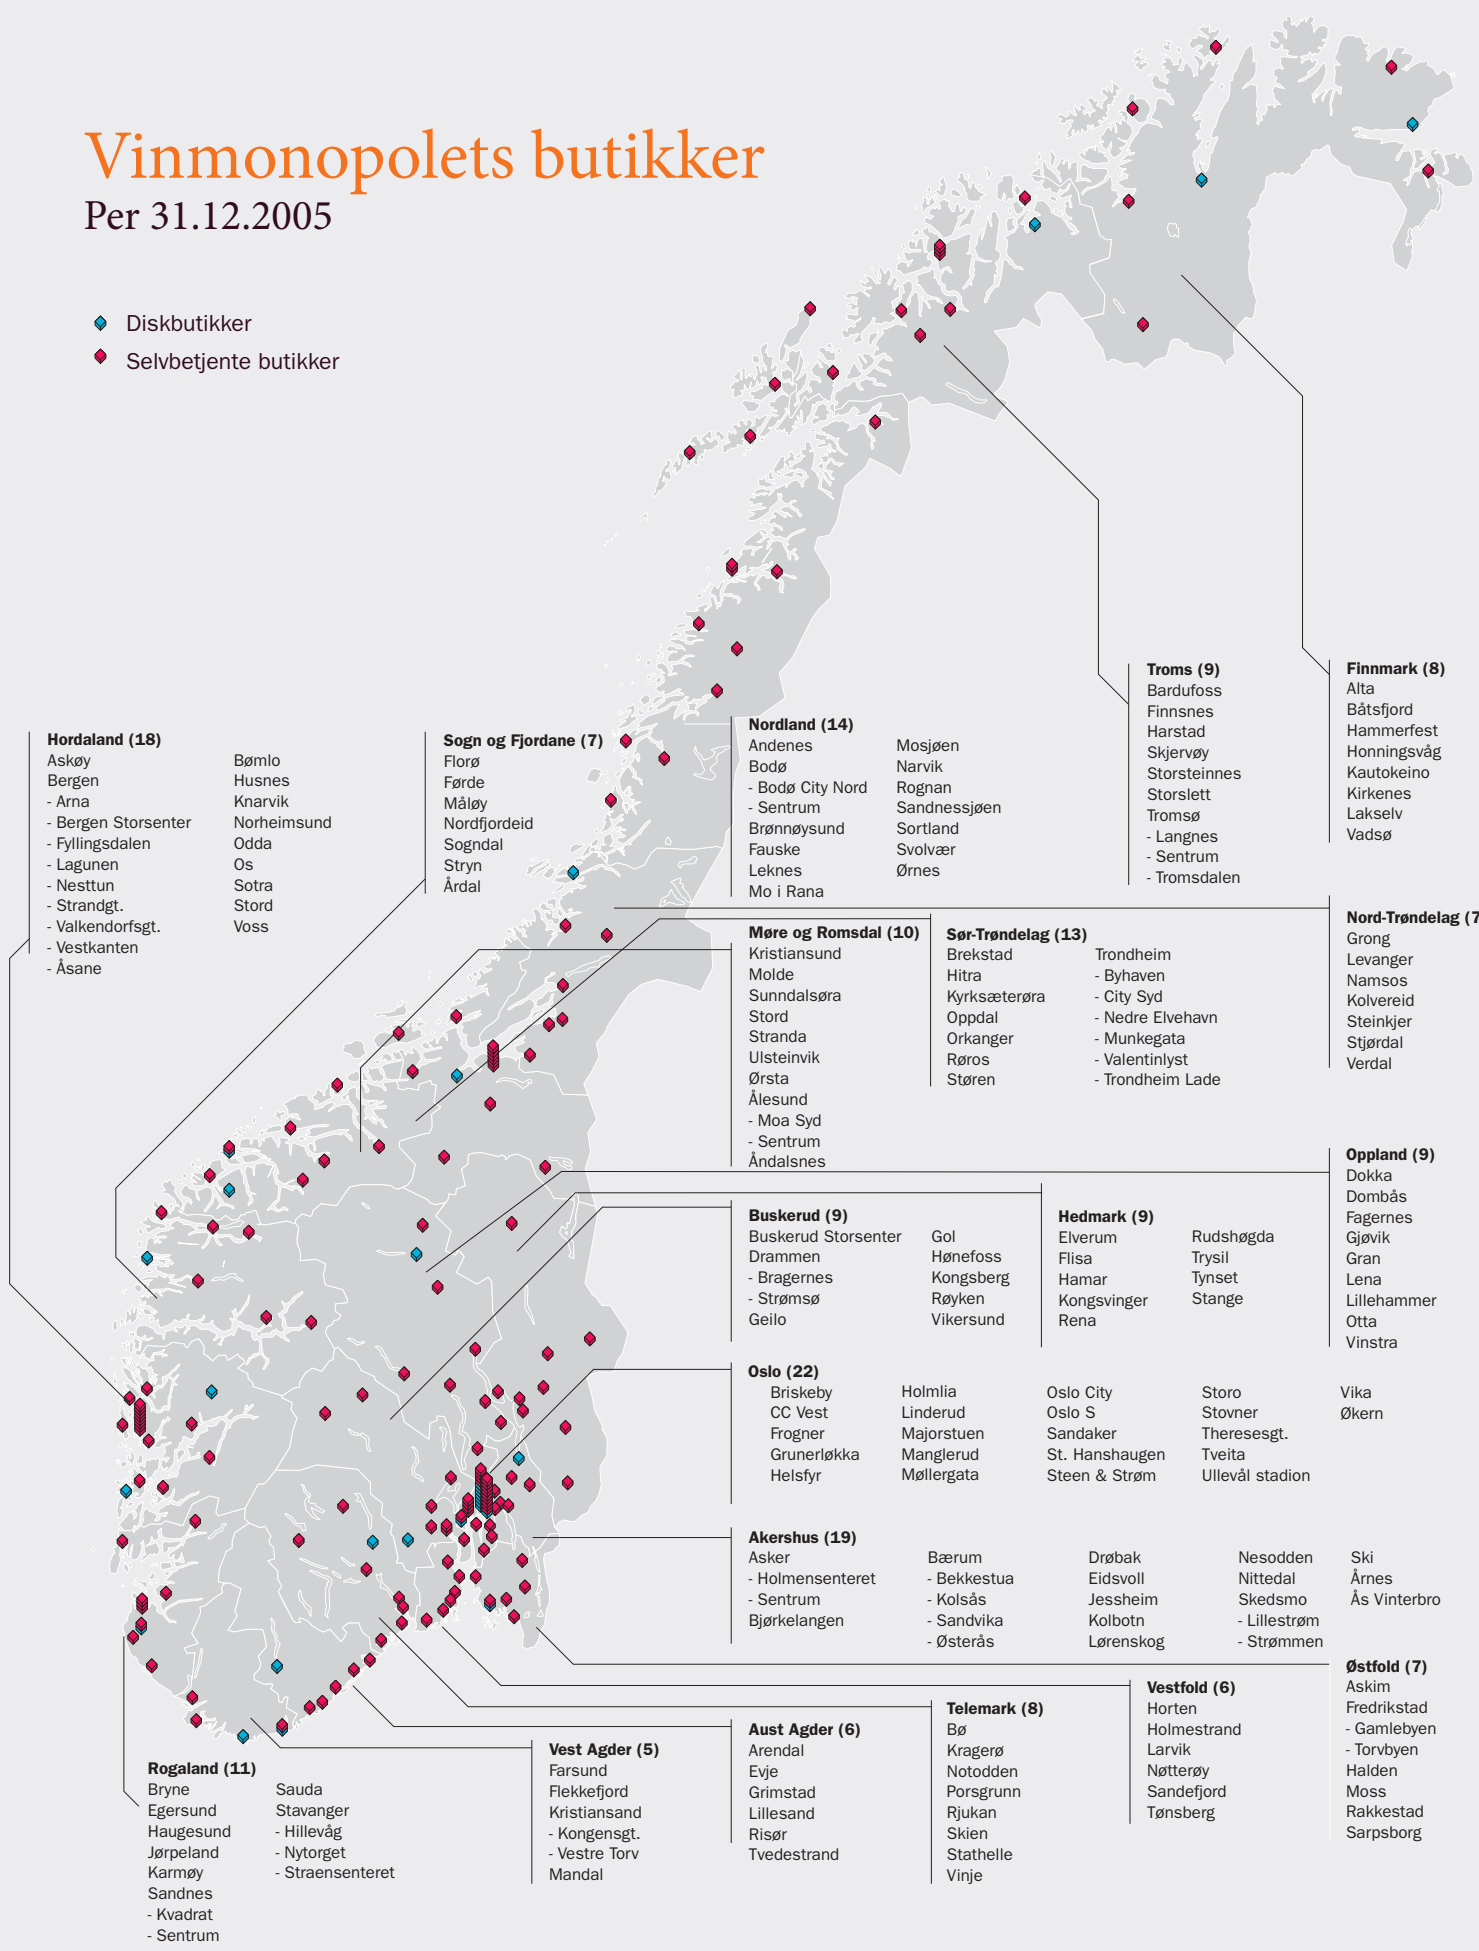 Vinmonopolets butikker
Per 31.12.2005
Diskbutikker
Selvbetjente butikker
Troms (9)
Bardufoss
Finnsnes
Harstad
Skjervøy
Storsteinnes
Storslett
Tromsø
- Langnes
- Sentrum
- Tromsdalen
Finnmark (8)
Alta
Båtsfjord
Hammerfest
Honningsvåg
Kautokeino
Kirkenes
Lakselv
Vadsø
Hordaland (18)
Askøy
Bergen
- Arna
- Bergen Storsenter
- Fyllingsdalen
- Lagunen
- Nesttun
- Strandgt.
- Valkendorfsgt.
- Vestkanten
- Åsane
Bømlo
Husnes
Knarvik
Norheimsund
Odda
Os
Sotra
Stord
Voss
Sogn og Fjordane (7)
Florø
Førde
Måløy
Nordfjordeid
Sogndal
Stryn
Årdal
Nordland (14)
Andenes
Bodø
- Bodø City Nord
- Sentrum
Brønnøysund
Fauske
Leknes
Mo i Rana
Mosjøen
Narvik
Rognan
Sandnessjøen
Sortland
Svolvær
Ørnes
Møre og Romsdal (10)
Kristiansund
Molde
Sunndalsøra
Stord
Stranda
Ulsteinvik
Ørsta
Ålesund
- Moa Syd
- Sentrum
Åndalsnes
Sør-Trøndelag (13)
Brekstad
Hitra
Kyrksæterøra
Oppdal
Orkanger
Røros
Støren
Trondheim
- Byhaven
- City Syd
- Nedre Elvehavn
- Munkegata
- Valentinlyst
- Trondheim Lade
Nord-Trøndelag (7
Grong
Levanger
Namsos
Kolvereid
Steinkjer
Stjørdal
Verdal
Oppland (9)
Dokka
Dombås
Fagernes
Gjøvik
Gran
Lena
Lillehammer
Otta
Vinstra
Buskerud (9)
Buskerud Storsenter
Drammen
- Bragernes
- Strømsø
Geilo
Gol
Hønefoss
Kongsberg
Røyken
Vikersund
Hedmark (9)
Elverum
Flisa
Hamar
Kongsvinger
Rena
Rudshøgda
Trysil
Tynset
Stange
Oslo (22)
Briskeby
CC Vest
Frogner
Grunerløkka
Helsfyr
Holmlia
Linderud
Majorstuen
Manglerud
Møllergata
Oslo City
Oslo S
Sandaker
St. Hanshaugen
Steen & Strøm
Storo
Stovner
Theresesgt.
Tveita
Ullevål stadion
Vika
Økern
Akershus (19)
Asker
- Holmensenteret
- Sentrum
Bjørkelangen
Bærum
- Bekkestua
- Kolsås
- Sandvika
- Østerås
Drøbak
Eidsvoll
Jessheim
Kolbotn
Lørenskog
Nesodden
Nittedal
Skedsmo
- Lillestrøm
- Strømmen
Ski
Årnes
Ås Vinterbro
Østfold (7)
Askim
Fredrikstad
- Gamlebyen
- Torvbyen
Halden
Moss
Rakkestad
Sarpsborg
Vestfold (6)
Horten
Holmestrand
Larvik
Nøtterøy
Sandefjord
Tønsberg
Telemark (8)
Bø
Kragerø
Notodden
Porsgrunn
Rjukan
Skien
Stathelle
Vinje
Aust Agder (6)
Arendal
Evje
Grimstad
Lillesand
Risør
Tvedestrand
Vest Agder (5)
Farsund
Flekkefjord
Kristiansand
- Kongensgt.
- Vestre Torv
Mandal
Rogaland (11)
Bryne
Egersund
Haugesund
Jørpeland
Karmøy
Sandnes
- Kvadrat
- Sentrum
Sauda
Stavanger
- Hillevåg
- Nytorget
- Straensenteret